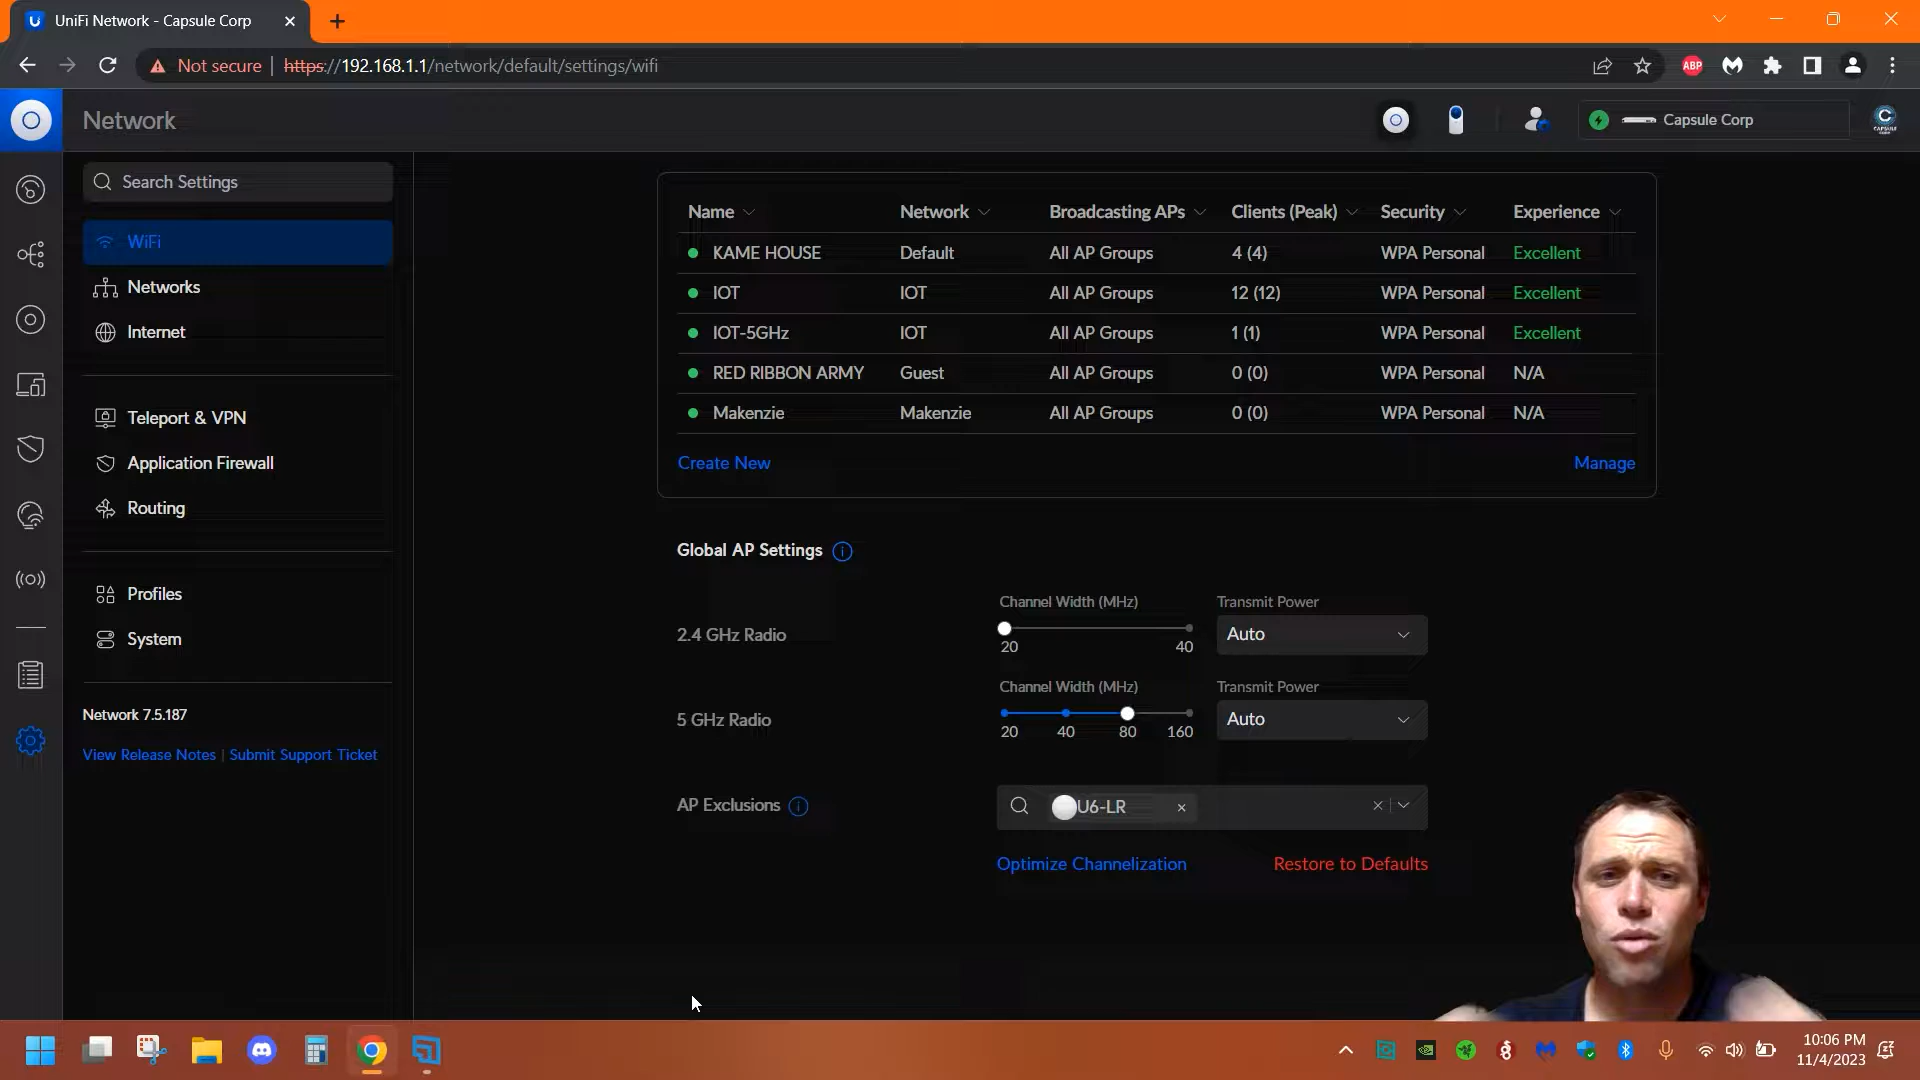 UniFi Network - Capsule Corp
Not secure | https://192.168.1.1/network/default/settings/wifi
ABP
Network
Capsule Corp
CAPSULE CORP
Search Settings
WiFi
Networks
Internet
Teleport & VPN
Application Firewall
Routing
Profiles
System
Network 7.5.187
View Release Notes | Submit Support Ticket
Name Network Broadcasting APs Clients (Peak) Security Experience
KAME HOUSE Default All AP Groups 4 (4) WPA Personal Excellent
IOT IOT All AP Groups 12 (12) WPA Personal Excellent
IOT-5GHz IOT All AP Groups 1 (1) WPA Personal Excellent
RED RIBBON ARMY Guest All AP Groups 0 (0) WPA Personal N/A
Makenzie Makenzie All AP Groups 0 (0) WPA Personal N/A
Create New Manage
Global AP Settings
Channel Width (MHz) Transmit Power
2.4 GHz Radio Auto
20 40
Channel Width (MHz) Transmit Power
5 GHz Radio Auto
20 40 80 160
AP Exclusions U6-LR
Optimize Channelization Restore to Defaults
10:06 PM
11/4/2023